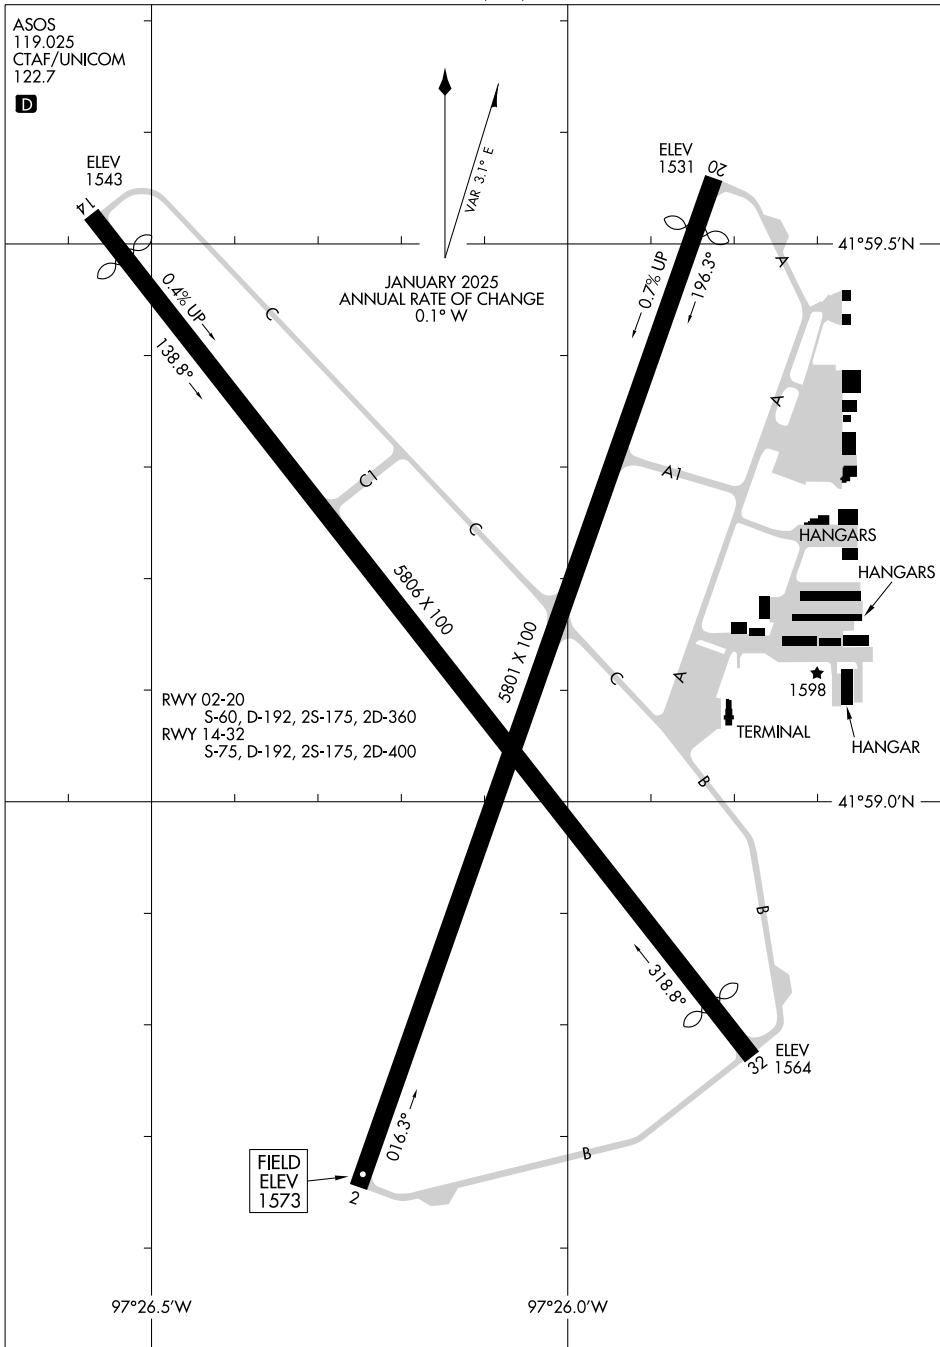 ASOS
119.025
CTAF/UNICOM
122.7
D
ELEV
1543
14
ELEV
1531
20
VAR 3.1° E
JANUARY 2025
ANNUAL RATE OF CHANGE
0.1° W
41°59.5'N
0.4% UP
138.8°
0.7% UP
196.3°
A
C
A
C1
A1
C
HANGARS
HANGARS
5806 X 100
5801 X 100
C
A
1598
RWY 02-20
S-60, D-192, 2S-175, 2D-360
RWY 14-32
S-75, D-192, 2S-175, 2D-400
TERMINAL
HANGAR
B
41°59.0'N
B
318.8°
ELEV
1564
32
016.3°
B
FIELD
ELEV
1573
2
97°26.5'W
97°26.0'W